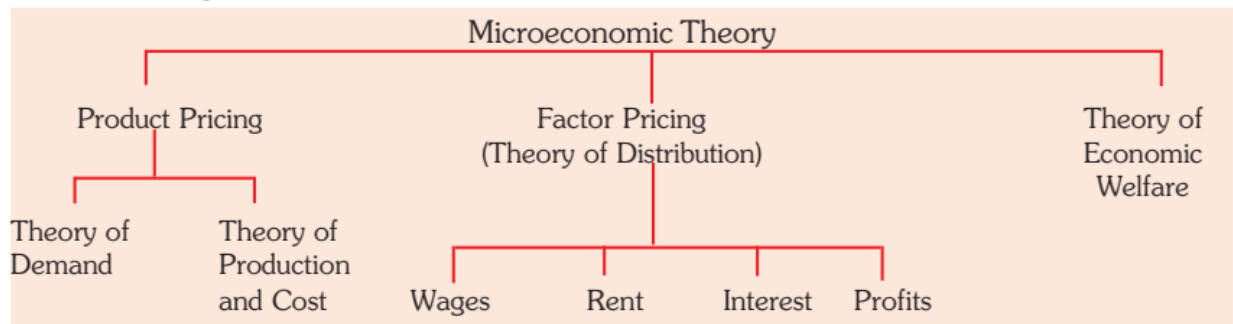 Microeconomic Theory
Product Pricing
Factor Pricing
(Theory of Distribution)
Theory of
Economic
Welfare
Theory of
Demand
Theory of
Production
and Cost
Wages
Rent
Interest
Profits